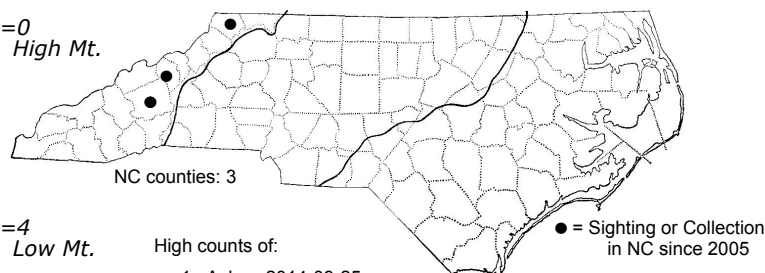 =0
High Mt.
NC counties: 3
=4
Low Mt.
High counts of:
● = Sighting or Collection
in NC since 2005